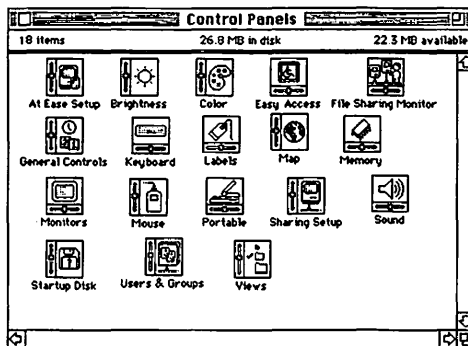 Control Panels
18 items 26.8 MB in disk 22.3 MB available
At Ease Setup Brightness Color Easy Access File Sharing Monitor
General Controls Keyboard Labels Map Memory
Monitors Mouse Portable Sharing Setup Sound
Startup Disk Users & Groups Views